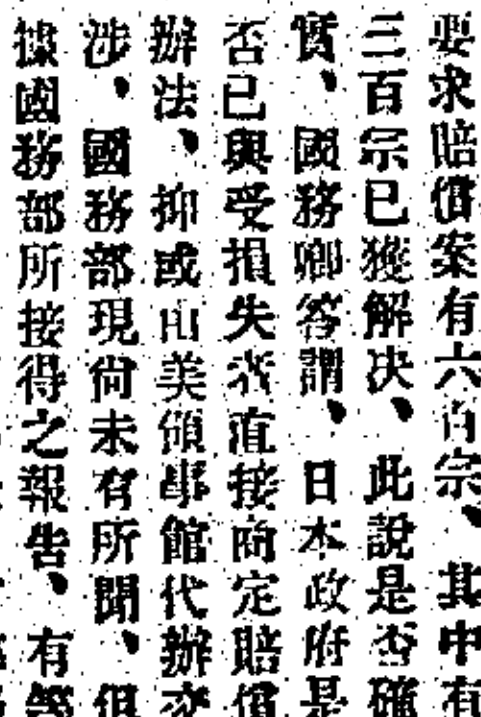 要求賠償案有六百宗、其中有
三百宗已獲解决、此說是否確
實、國務卿答謂、日本政府是
否已與受損失者直接商定賠償
辦法、抑或由美領事館代辦交
涉、國務部現尚未有所聞、但
據國務部所接得之報告、有等